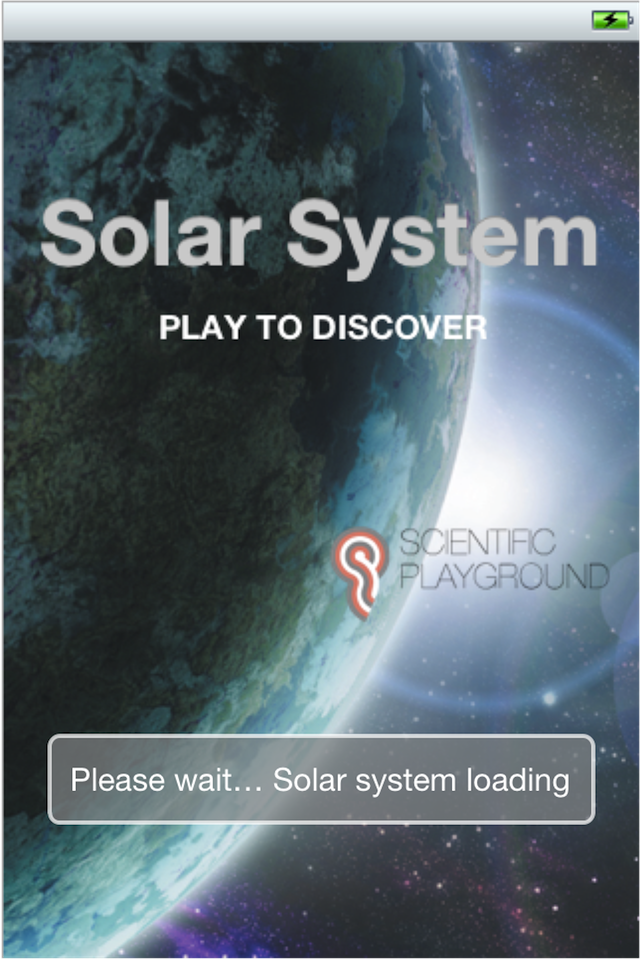 Solar System
PLAY TO DISCOVER
SCIENTIFIC
PLAYGROUND
Please wait... Solar system loading